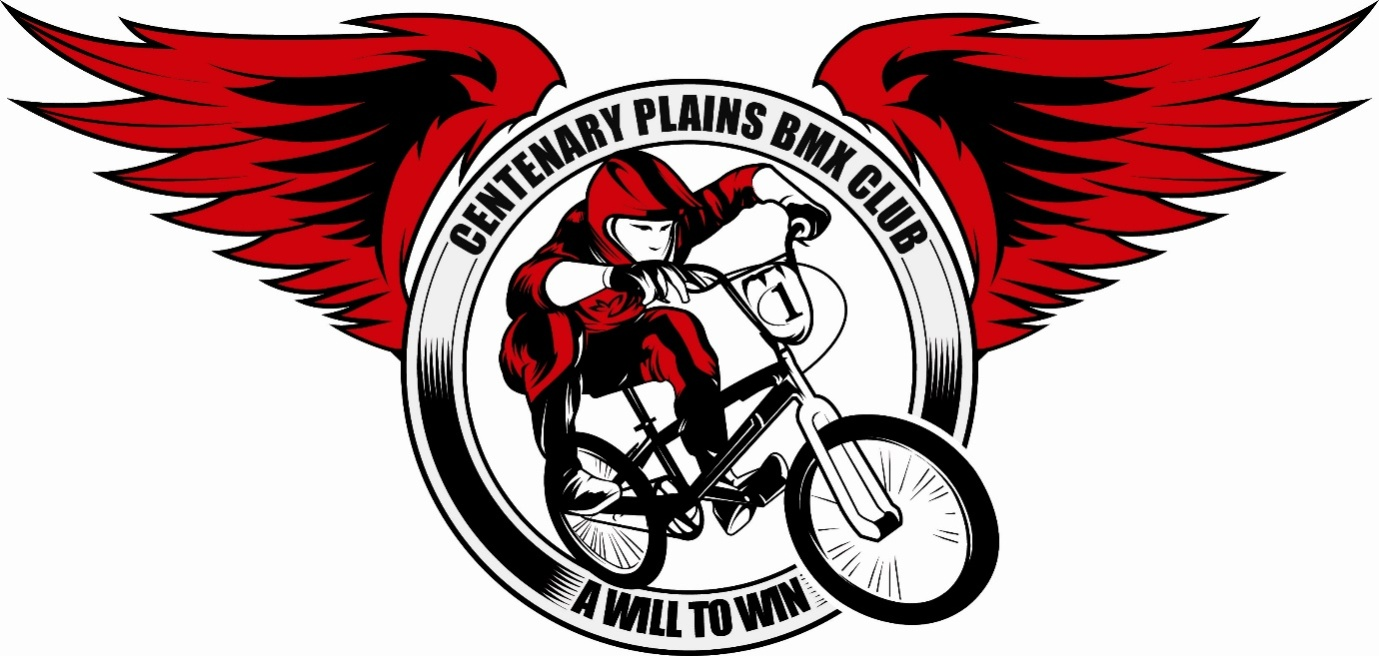 CENTENARY PLAINS BMX CLUB
1
A WILL TO WIN